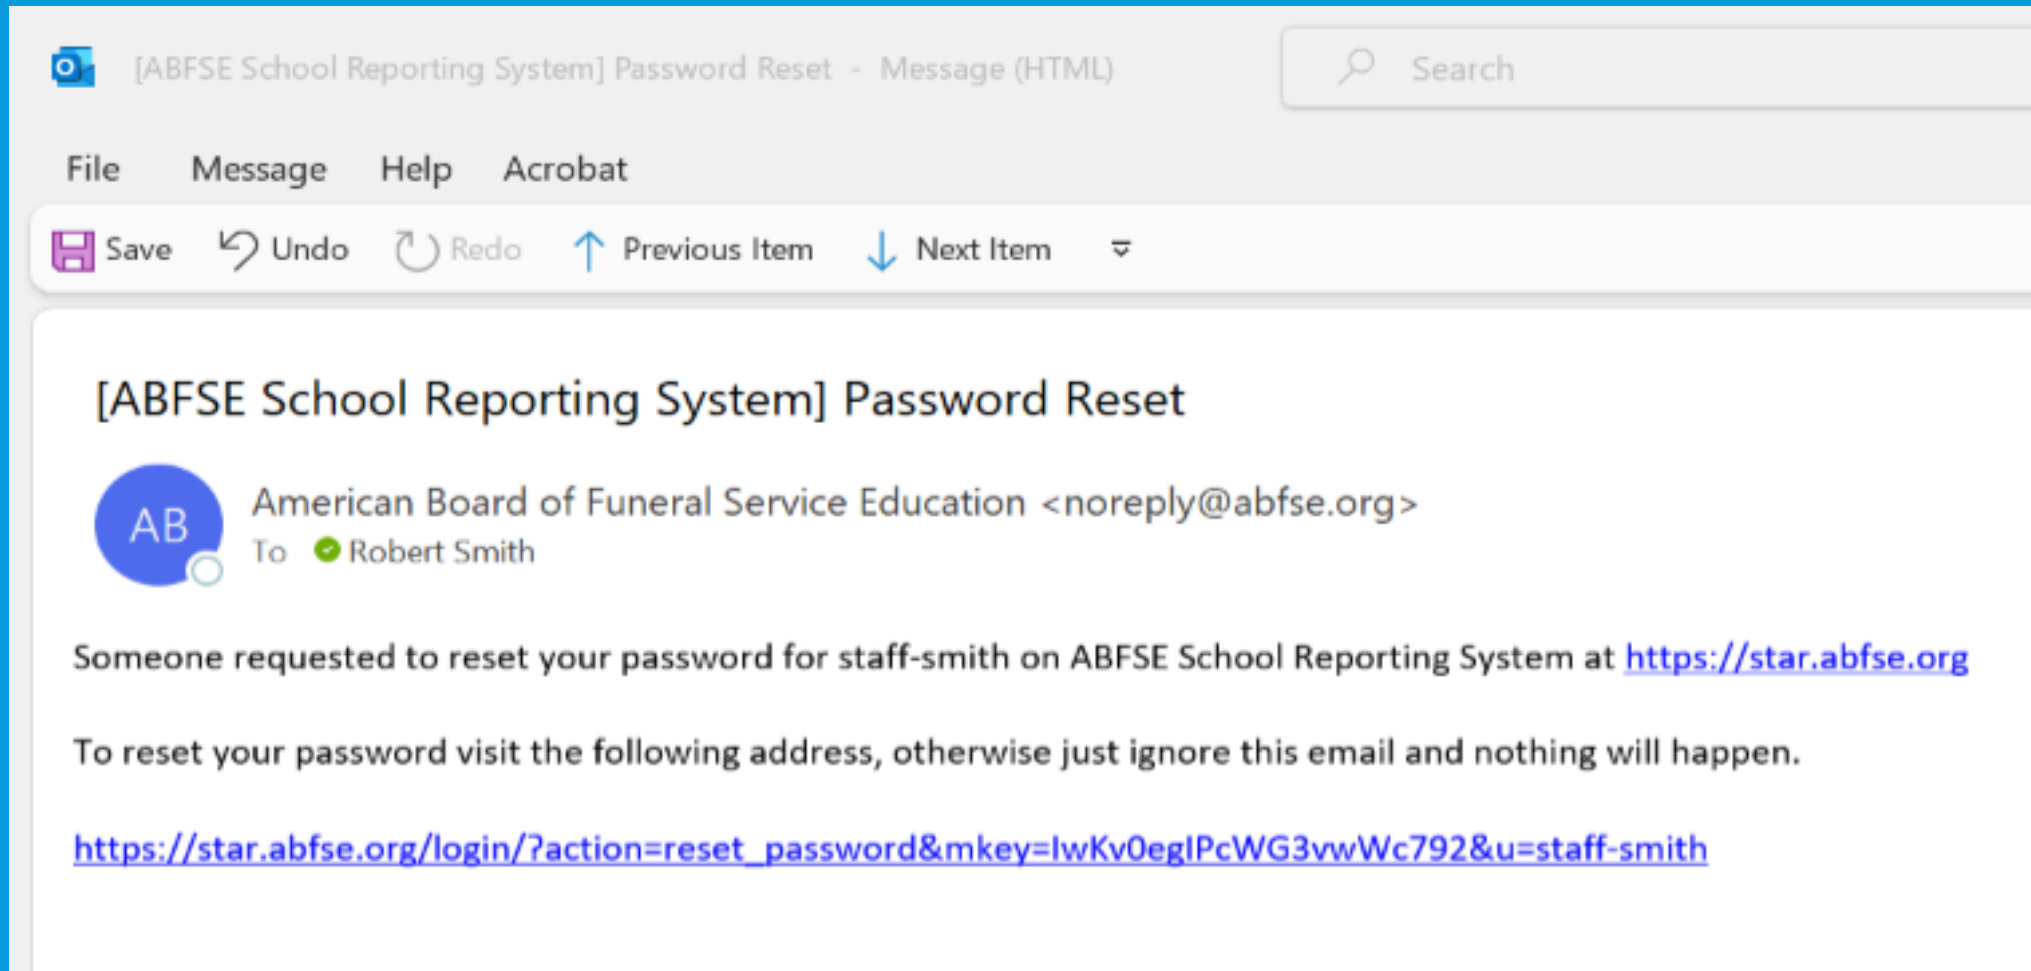 [ABFSE School Reporting System] Password Reset - Message (HTML)
Search
File Message Help Acrobat
Save Undo Redo Previous Item Next Item
[ABFSE School Reporting System] Password Reset
AB
American Board of Funeral Service Education <noreply@abfse.org>
To Robert Smith
Someone requested to reset your password for staff-smith on ABFSE School Reporting System at https://star.abfse.org
To reset your password visit the following address, otherwise just ignore this email and nothing will happen.
https://star.abfse.org/login/?action=reset_password&mkey=IwKv0egIPcWG3vwWc792&u=staff-smith